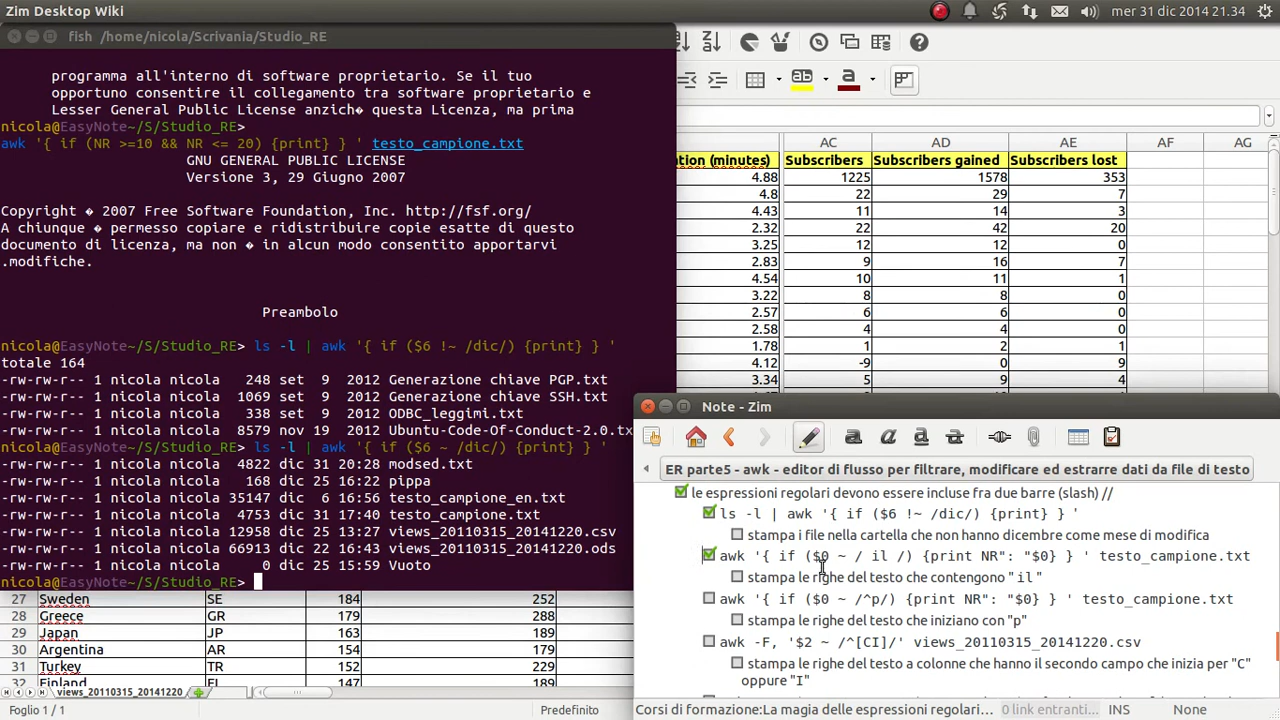 Zim Desktop Wiki
mer 31 dic 2014 21.34
fish /home/nicola/Scrivania/Studio_RE
programma all'interno di software proprietario. Se il tuo
opportuno consentire il collegamento tra software proprietario e
Lesser General Public License anzich� questa Licenza, ma prima
nicola@EasyNote~/S/Studio_RE>
awk '{ if (NR >=10 && NR <= 20) {print} } ' testo_campione.txt
GNU GENERAL PUBLIC LICENSE
Versione 3, 29 Giugno 2007
Copyright � 2007 Free Software Foundation, Inc. http://fsf.org/
A chiunque � permesso copiare e ridistribuire copie esatte di questo
documento di licenza, ma non � in alcun modo consentito apportarvi
.modifiche.
Preambolo
nicola@EasyNote~/S/Studio_RE> ls -l | awk '{ if ($6 !~ /dic/) {print} } '
totale 164
-rw-rw-r-- 1 nicola nicola 248 set 9 2012 Generazione chiave PGP.txt
-rw-rw-r-- 1 nicola nicola 1069 set 9 2012 Generazione chiave SSH.txt
-rw-rw-r-- 1 nicola nicola 338 set 9 2012 ODBC_leggimi.txt
-rw-rw-r-- 1 nicola nicola 8579 nov 19 2012 Ubuntu-Code-Of-Conduct-2.0.tx
nicola@EasyNote~/S/Studio_RE> ls -l | awk '{ if ($6 ~ /dic/) {print} } '
-rw-rw-r-- 1 nicola nicola 4822 dic 31 20:28 modsed.txt
-rw-rw-r-- 1 nicola nicola 168 dic 25 16:22 pippa
-rw-rw-r-- 1 nicola nicola 35147 dic 6 16:56 testo_campione_en.txt
-rw-rw-r-- 1 nicola nicola 4753 dic 31 17:40 testo_campione.txt
-rw-rw-r-- 1 nicola nicola 12958 dic 25 13:27 views_20110315_20141220.csv
-rw-rw-r-- 1 nicola nicola 66913 dic 22 16:43 views_20110315_20141220.ods
-rw-rw-r-- 1 nicola nicola 0 dic 25 15:59 Vuoto
nicola@EasyNote~/S/Studio_RE>
AC AD AE AF AG
tion (minutes) Subscribers Subscribers gained Subscribers lost
4.88 1225 1578 353
4.8 22 29 7
4.43 11 14 3
2.32 22 42 20
3.25 12 12 0
2.83 9 16 7
4.54 10 11 1
3.22 8 8 0
2.57 6 6 0
2.58 4 4 0
1.78 1 2 1
4.12 -9 0 9
3.34 5 9 4
27 Sweden SE 184 252
28 Greece GR 179 288
29 Japan JP 163 189
30 Argentina AR 154 179
31 Turkey TR 152 229
32 Finland FI 147 189
views_20110315_20141220
Foglio 1 / 1 Predefinito
Note - Zim
ER parte5 - awk - editor di flusso per filtrare, modificare ed estrarre dati da file di testo
le espressioni regolari devono essere incluse fra due barre (slash) //
ls -l | awk '{ if ($6 !~ /dic/) {print} } '
stampa i file nella cartella che non hanno dicembre come mese di modifica
awk '{ if ($0 ~ / il /) {print NR": "$0} } ' testo_campione.txt
stampa le righe del testo che contengono " il "
awk '{ if ($0 ~ /^p/) {print NR": "$0} } ' testo_campione.txt
stampa le righe del testo che iniziano con "p"
awk -F, '$2 ~ /^[CI]/' views_20110315_20141220.csv
stampa le righe del testo a colonne che hanno il secondo campo che inizia per "C"
oppure "I"
Corsi di formazione:La magia delle espressioni regolari... 0 link entranti... INS None